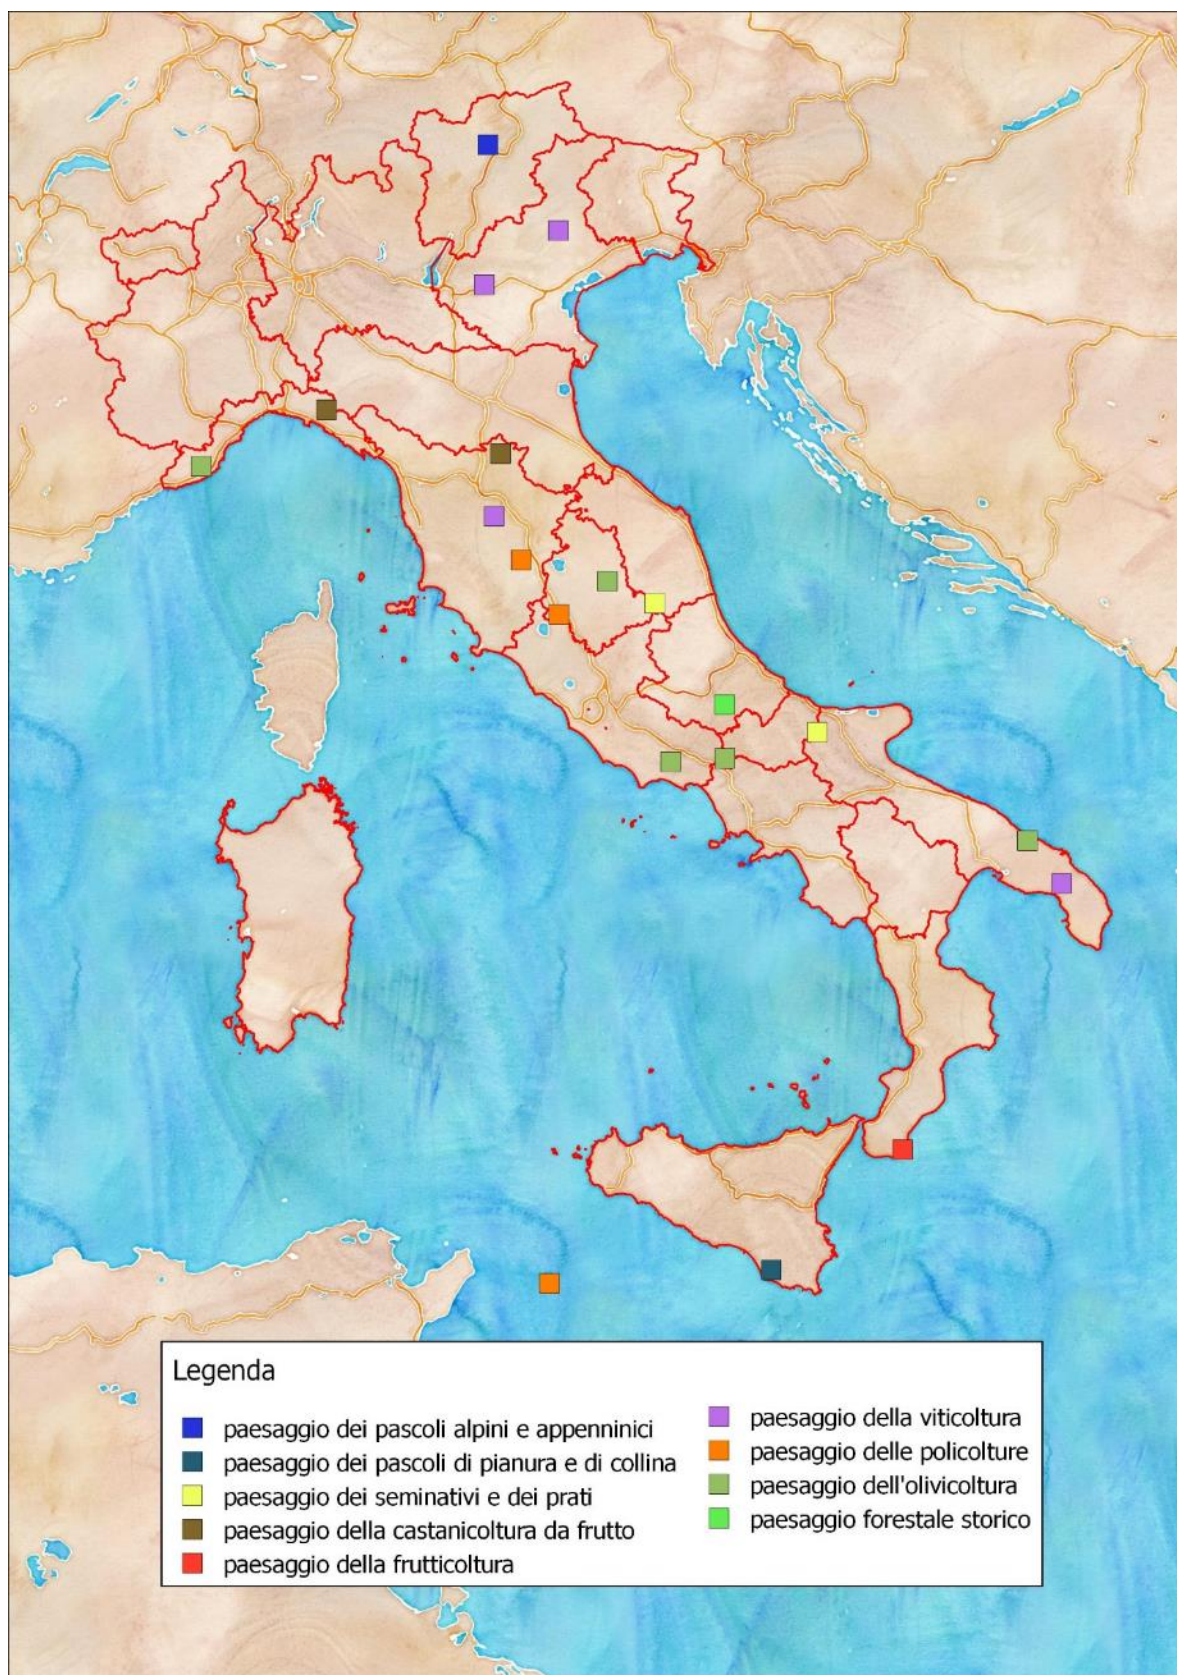 Legenda
paesaggio dei pascoli alpini e appenninici
paesaggio dei pascoli di pianura e di collina
paesaggio dei seminativi e dei prati
paesaggio della castanicoltura da frutto
paesaggio della frutticoltura
paesaggio della viticoltura
paesaggio delle policolture
paesaggio dell'olivicoltura
paesaggio forestale storico